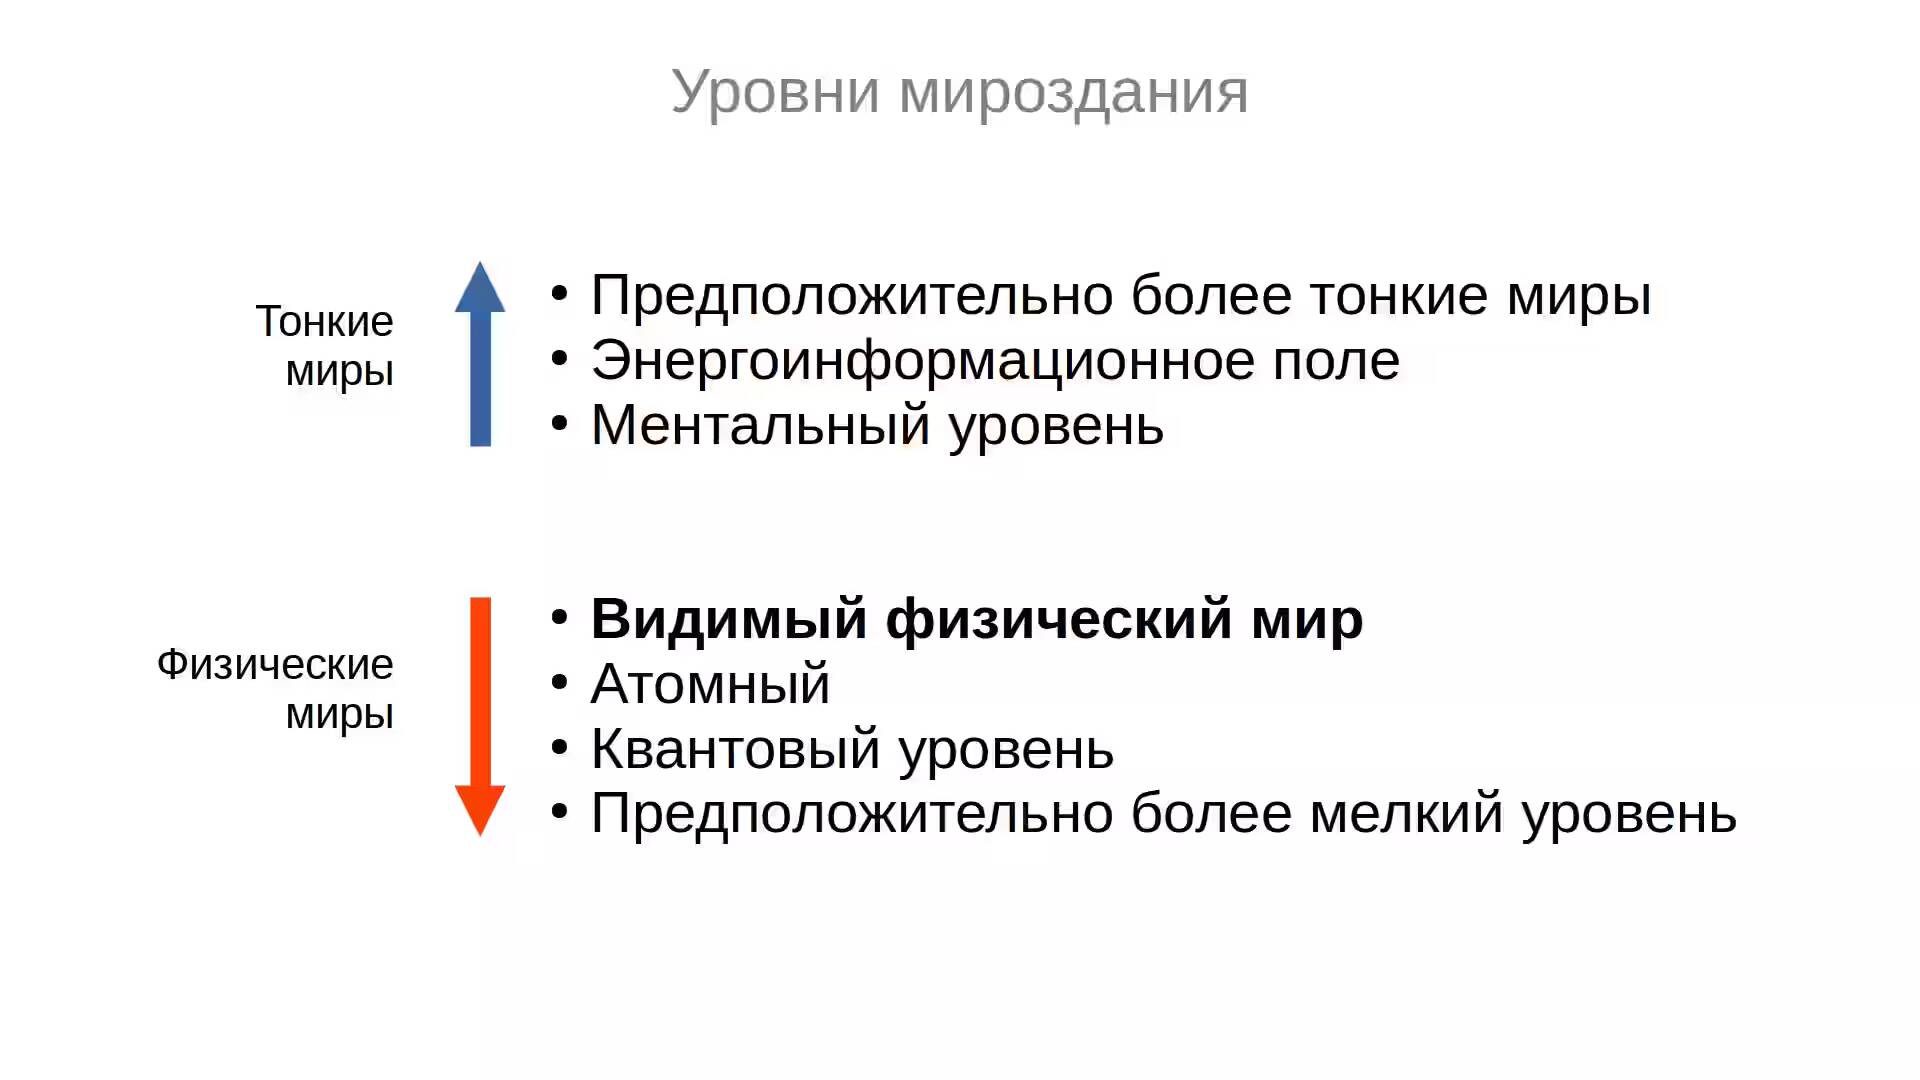 Уровни мироздания
Тонкие
миры
• Предположительно более тонкие миры
• Энергоинформационное поле
• Ментальный уровень
Физические
миры
• Видимый физический мир
• Атомный
• Квантовый уровень
• Предположительно более мелкий уровень